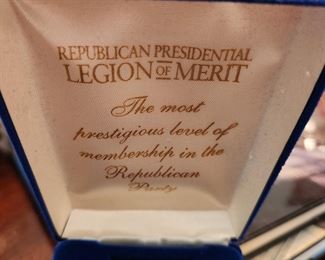 REPUBLICAN PRESIDENTIAL
LEGION OF MERIT
The most
prestigious level of
membership in the
Republican
Party